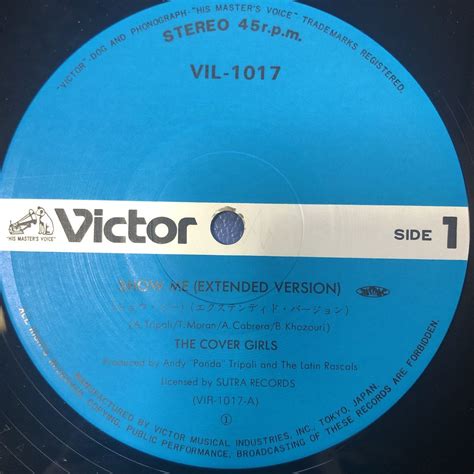 "VICTOR"-DOG AND PHONOGRAPH-"HIS MASTER'S VOICE" TRADEMARKS REGISTERED.
STEREO 45r.p.m.
VIL-1017
"HIS MASTER'S VOICE"
Victor
SIDE 1
SHOW ME (EXTENDED VERSION)
ショウ・ミー(エクステンディド・バージョン)
(A.Tripoli/T.Moran/A.Cabrera/B.Khozouri)
THE COVER GIRLS
Produced by Andy "Panda" Tripoli and The Latin Rascals
Licensed by SUTRA RECORDS
(VIR-1017-A)
①
MANUFACTURED BY VICTOR MUSICAL INDUSTRIES, INC., TOKYO, JAPAN.
COPYING, PUBLIC PERFORMANCE, BROADCASTING OF THESE RECORDS ARE FORBIDDEN.